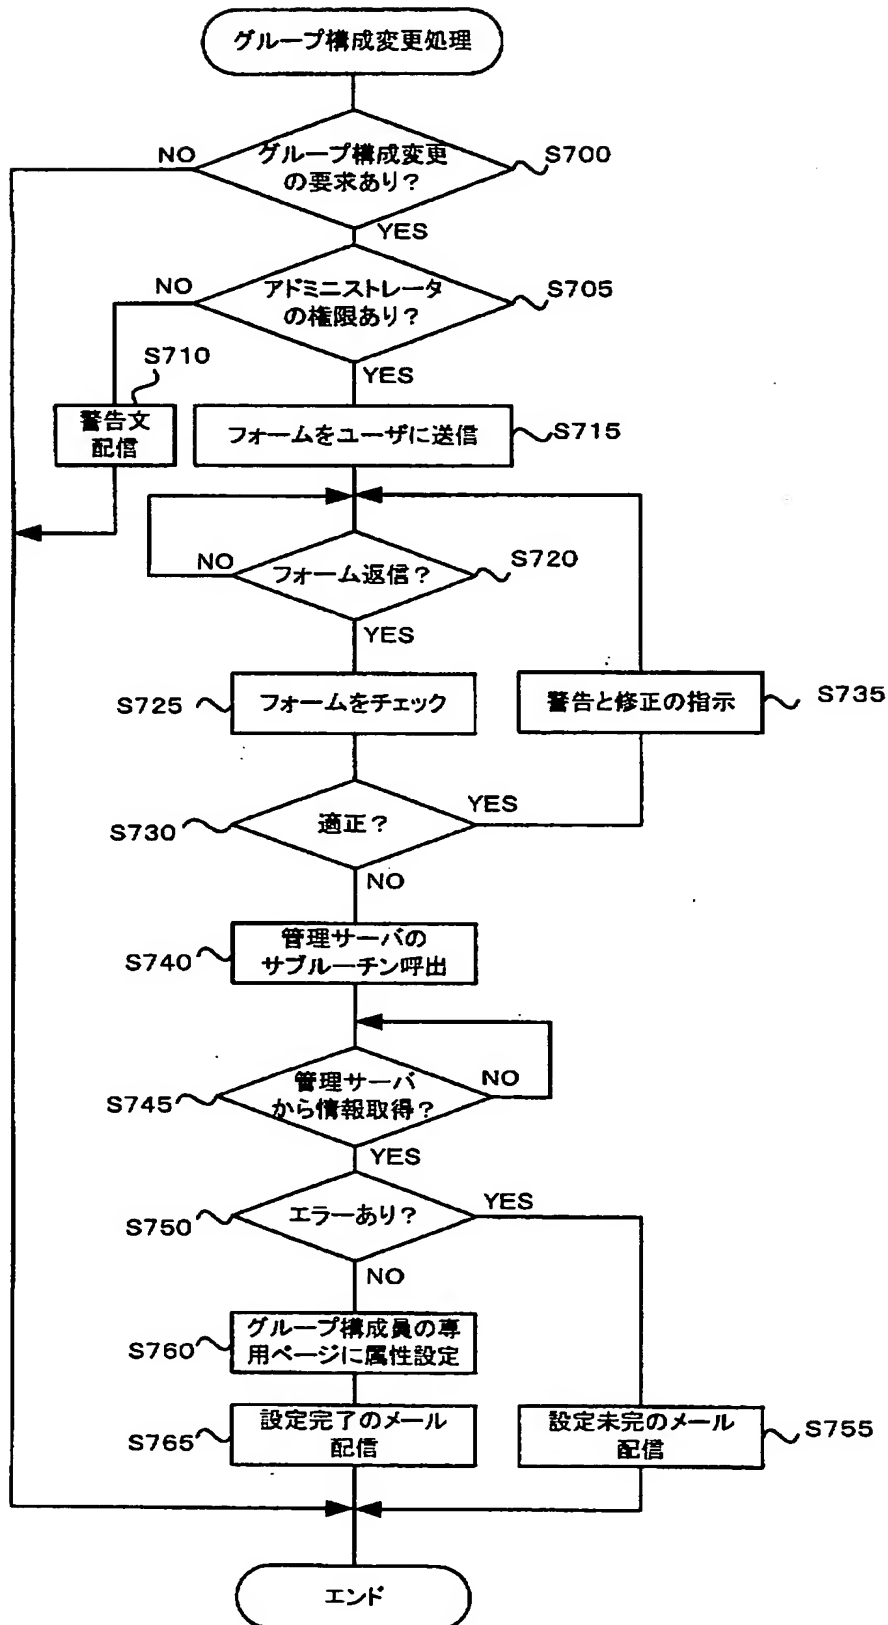 グループ構成変更処理
NO
グループ構成変更
の要求あり?
S700
YES
NO
アドミニストレータ
の権限あり?
S705
S710
YES
警告文
配信
フォームをユーザに送信
S715
NO
フォーム返信?
S720
YES
S725
フォームをチェック
警告と修正の指示
S735
S730
適正?
YES
NO
S740
管理サーバの
サブルーチン呼出
S745
管理サーバ
から情報取得?
NO
YES
S750
エラーあり?
YES
NO
S760
グループ構成員の専
用ページに属性設定
S765
設定完了のメール
配信
設定未完のメール
配信
S755
エンド